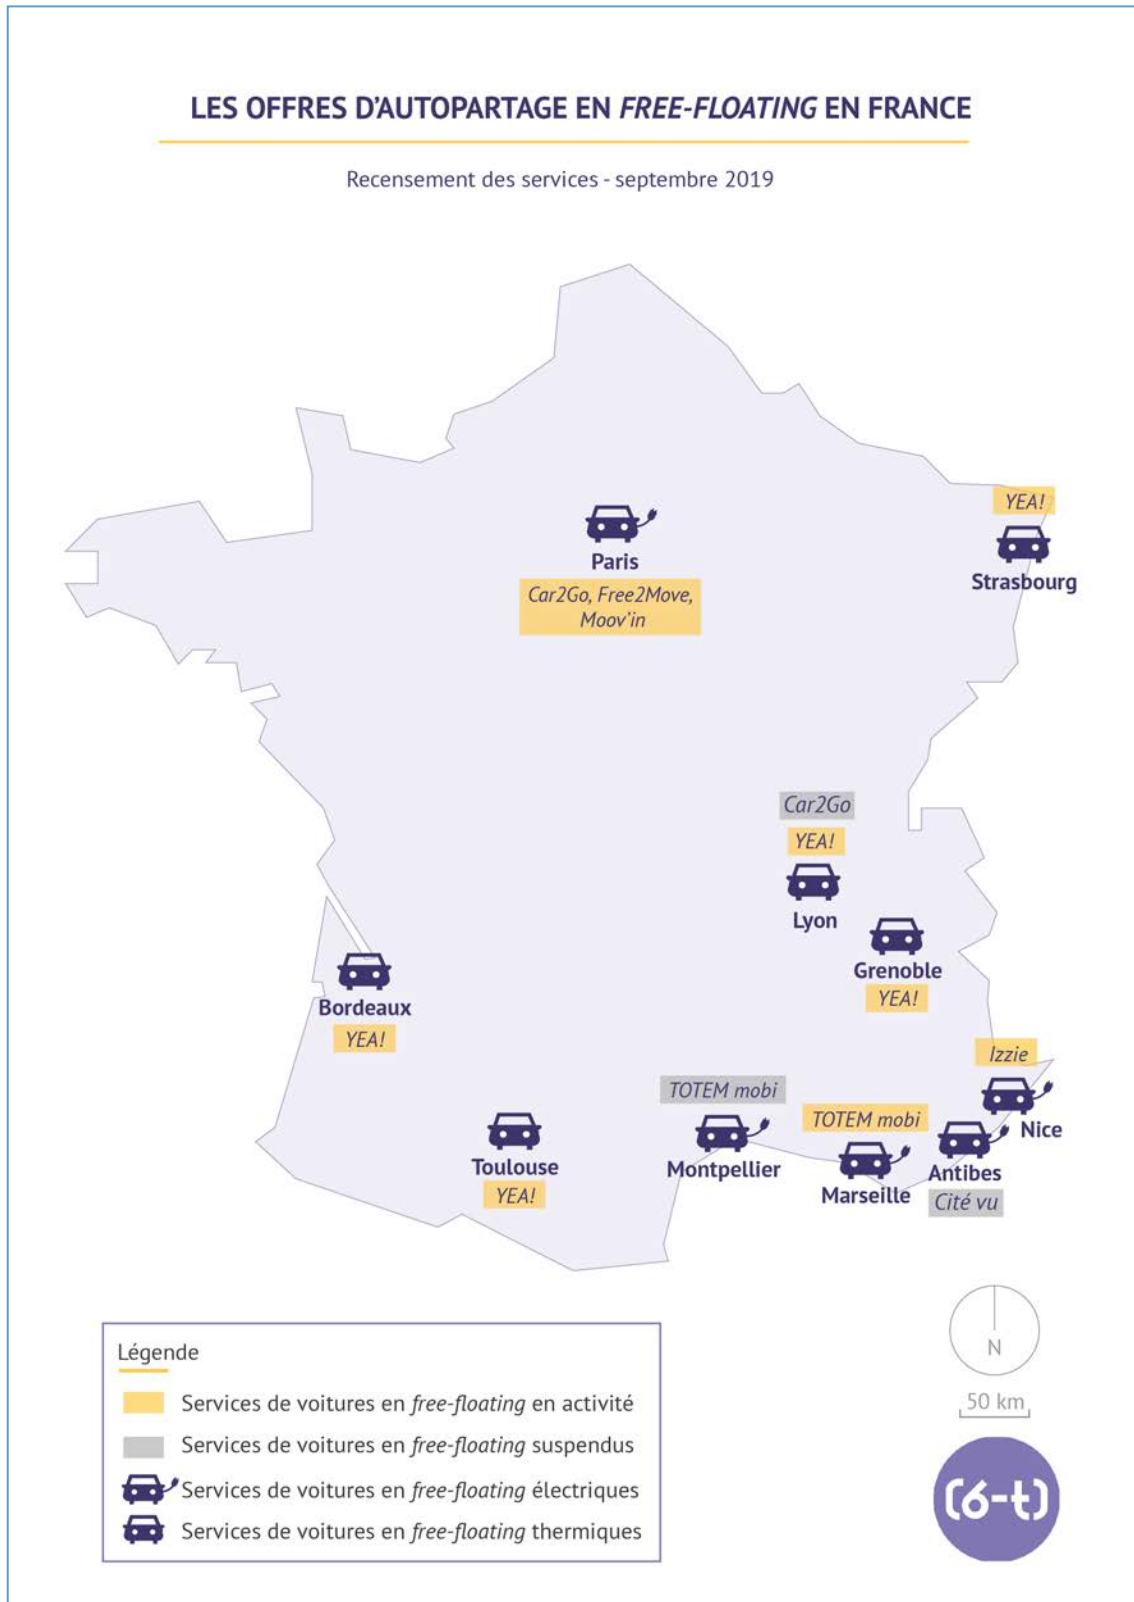 LES OFFRES D'AUTOPARTAGE EN FREE-FLOATING EN FRANCE
Recensement des services - septembre 2019
YEA!
Strasbourg
Paris
Car2Go, Free2Move,
Moov'in
Car2Go
YEA!
Lyon
Grenoble
YEA!
Bordeaux
YEA!
Izzie
Nice
TOTEM mobi
Montpellier
TOTEM mobi
Marseille
Antibes
Cité vu
Toulouse
YEA!
Légende
Services de voitures en free-floating en activité
Services de voitures en free-floating suspendus
Services de voitures en free-floating électriques
Services de voitures en free-floating thermiques
N
50 km
(6-t)